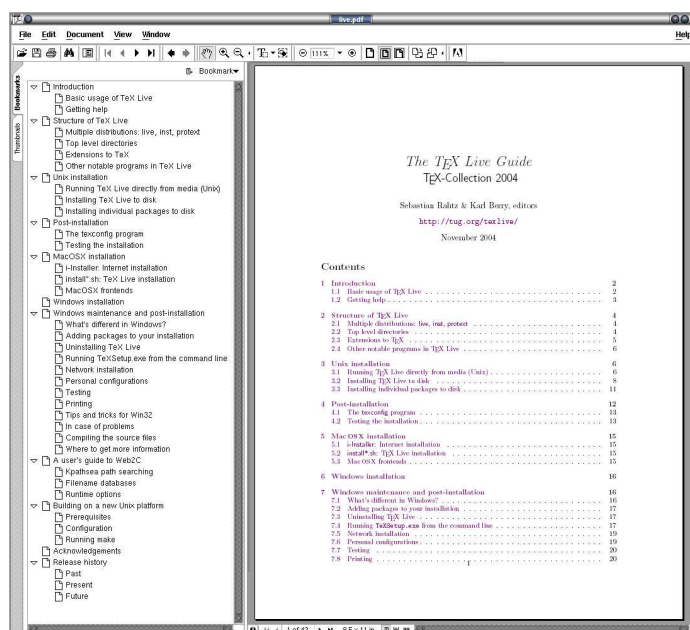 live.pdf
File Edit Document View Window Help
111%
Bookmark
Bookmarks
Thumbnails
Introduction
Basic usage of TeX Live
Getting help
Structure of TeX Live
Multiple distributions: live, inst, protext
Top level directories
Extensions to TeX
Other notable programs in TeX Live
Unix installation
Running TeX Live directly from media (Unix)
Installing TeX Live to disk
Installing individual packages to disk
Post-installation
The texconfig program
Testing the installation
MacOSX installation
i-Installer: Internet installation
install*.sh: TeX Live installation
MacOSX frontends
Windows installation
Windows maintenance and post-installation
What's different in Windows?
Adding packages to your installation
Uninstalling TeX Live
Running TeXSetup.exe from the command line
Network installation
Personal configurations
Testing
Printing
Tips and tricks for Win32
In case of problems
Compiling the source files
Where to get more information
A user's guide to Web2C
Kpathsea path searching
Filename databases
Runtime options
Building on a new Unix platform
Prerequisites
Configuration
Running make
Acknowledgements
Release history
Past
Present
Future
The TEX Live Guide
TEX-Collection 2004
Sebastian Rahtz & Karl Berry, editors
http://tug.org/texlive/
November 2004
Contents
1 Introduction 2
1.1 Basic usage of TEX Live 2
1.2 Getting help 3
2 Structure of TEX Live 4
2.1 Multiple distributions: live, inst, protext 4
2.2 Top level directories 4
2.3 Extensions to TEX 5
2.4 Other notable programs in TEX Live 6
3 Unix installation 6
3.1 Running TEX Live directly from media (Unix) 6
3.2 Installing TEX Live to disk 8
3.3 Installing individual packages to disk 11
4 Post-installation 12
4.1 The texconfig program 13
4.2 Testing the installation 13
5 MacOSX installation 15
5.1 i-Installer: Internet installation 15
5.2 install*.sh: TEX Live installation 15
5.3 MacOSX frontends 15
6 Windows installation 16
7 Windows maintenance and post-installation 16
7.1 What's different in Windows? 16
7.2 Adding packages to your installation 17
7.3 Uninstalling TEX Live 17
7.4 Running TeXSetup.exe from the command line 17
7.5 Network installation 19
7.6 Personal configurations 19
7.7 Testing 20
7.8 Printing 20
1
1 of 42 8.5 x 11 in